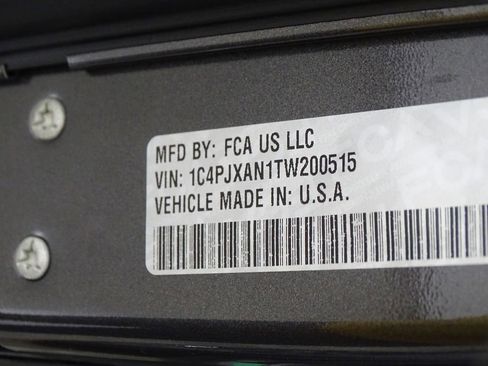 MFD BY: FCA US LLC
VIN: 1C4PJXAN1TW200515
VEHICLE MADE IN: U.S.A.